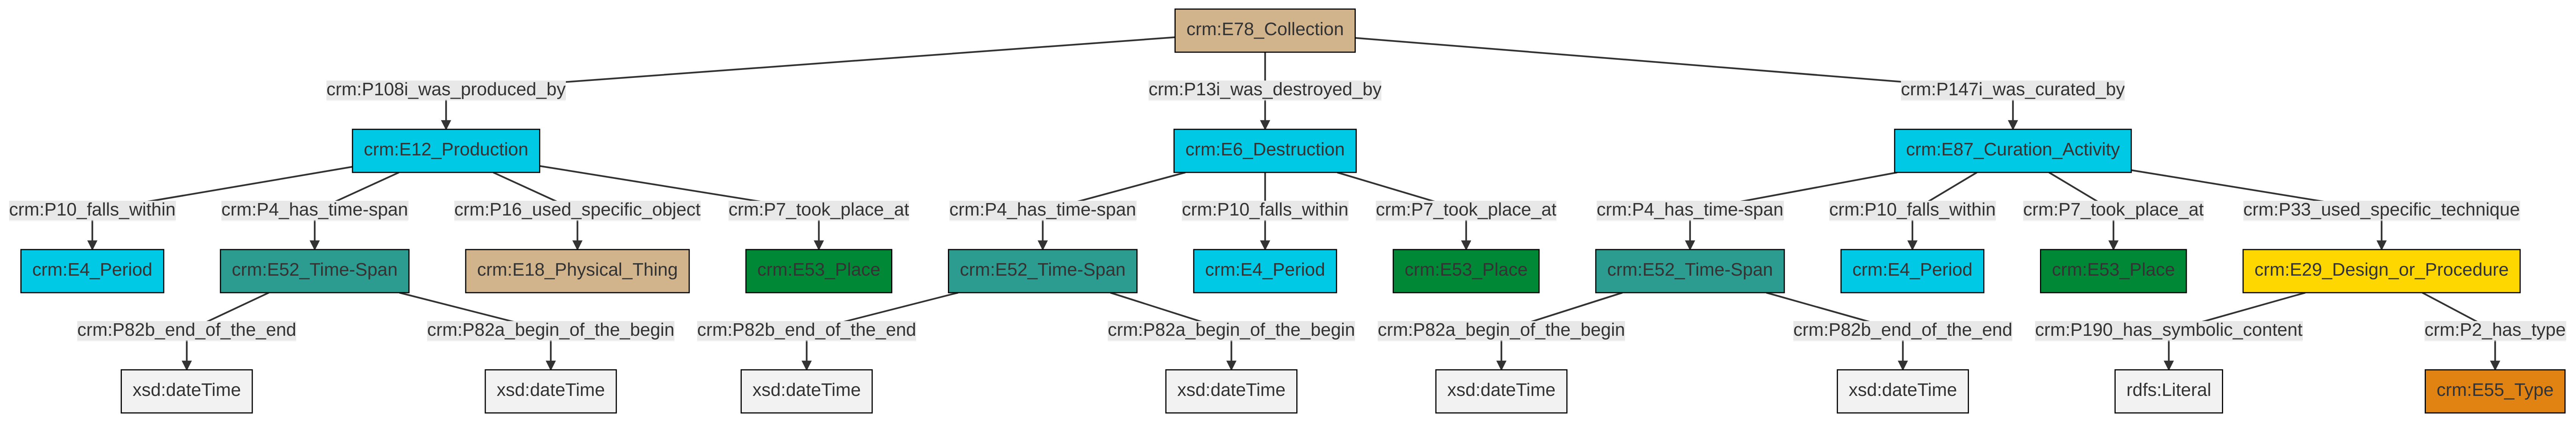 crm:E78_Collection
crm:P108i_was_produced_by
crm:P13i_was_destroyed_by
crm:P147i_was_curated_by
crm:E12_Production
crm:E6_Destruction
crm:E87_Curation_Activity
crm:P10_falls_within
crm:P4_has_time-span
crm:P16_used_specific_object
crm:P7_took_place_at
crm:P4_has_time-span
crm:P10_falls_within
crm:P7_took_place_at
crm:P4_has_time-span
crm:P10_falls_within
crm:P7_took_place_at
crm:P33_used_specific_technique
crm:E4_Period
crm:E52_Time-Span
crm:E18_Physical_Thing
crm:E53_Place
crm:E52_Time-Span
crm:E4_Period
crm:E53_Place
crm:E52_Time-Span
crm:E4_Period
crm:E53_Place
crm:E29_Design_or_Procedure
crm:P82b_end_of_the_end
crm:P82a_begin_of_the_begin
crm:P82b_end_of_the_end
crm:P82a_begin_of_the_begin
crm:P82a_begin_of_the_begin
crm:P82b_end_of_the_end
crm:P190_has_symbolic_content
crm:P2_has_type
xsd:dateTime
xsd:dateTime
xsd:dateTime
xsd:dateTime
xsd:dateTime
xsd:dateTime
rdfs:Literal
crm:E55_Type